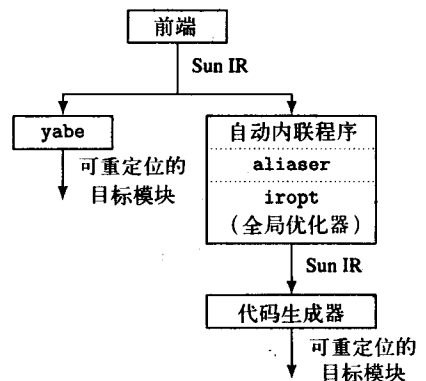 前端
Sun IR
yabe
可重定位的
目标模块
自动内联程序
aliaser
iropt
（全局优化器）
Sun IR
代码生成器
可重定位的
目标模块